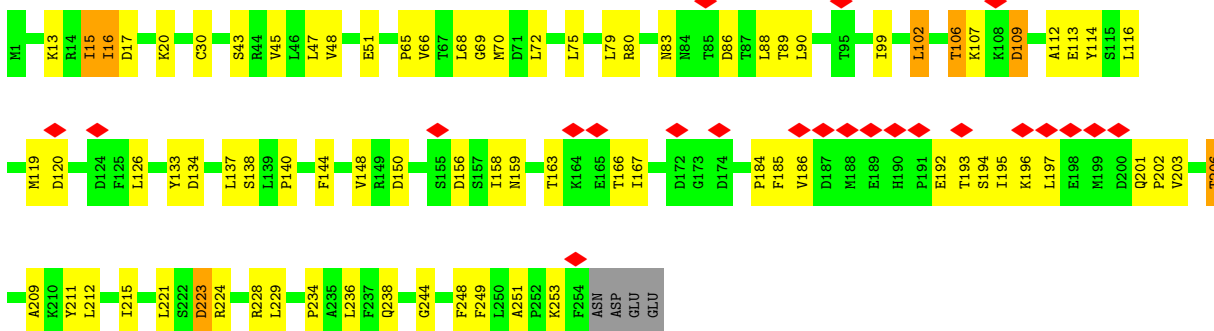 M1 K13 R14 I15 I16 D17 K20 C30 S43 R44 V45 L46 L47 V48 E51 P65 V66 T67 L68 G69 M70 D71 L72 L75 L79 R80 N83 N84 T85 D86 T87 L88 T89 L90 T95 I99 L102 T106 K107 K108 D109 A112 E113 Y114 S115 L116
M119 D120 D124 F125 L126 Y133 D134 L137 S138 L139 P140 F144 V148 R149 D150 S155 D156 S157 I158 N159 T163 K164 E165 T166 I167 D172 G173 D174 P184 F185 V186 D187 M188 E189 H190 P191 E192 T193 S194 I195 K196 L197 E198 M199 D200 Q201 P202 V203 T206
A209 K210 Y211 L212 I215 L221 S222 D223 R224 R228 L229 P234 A235 L236 F237 Q238 G244 F248 F249 L250 A251 P252 K253 F254 ASN ASP GLU GLU